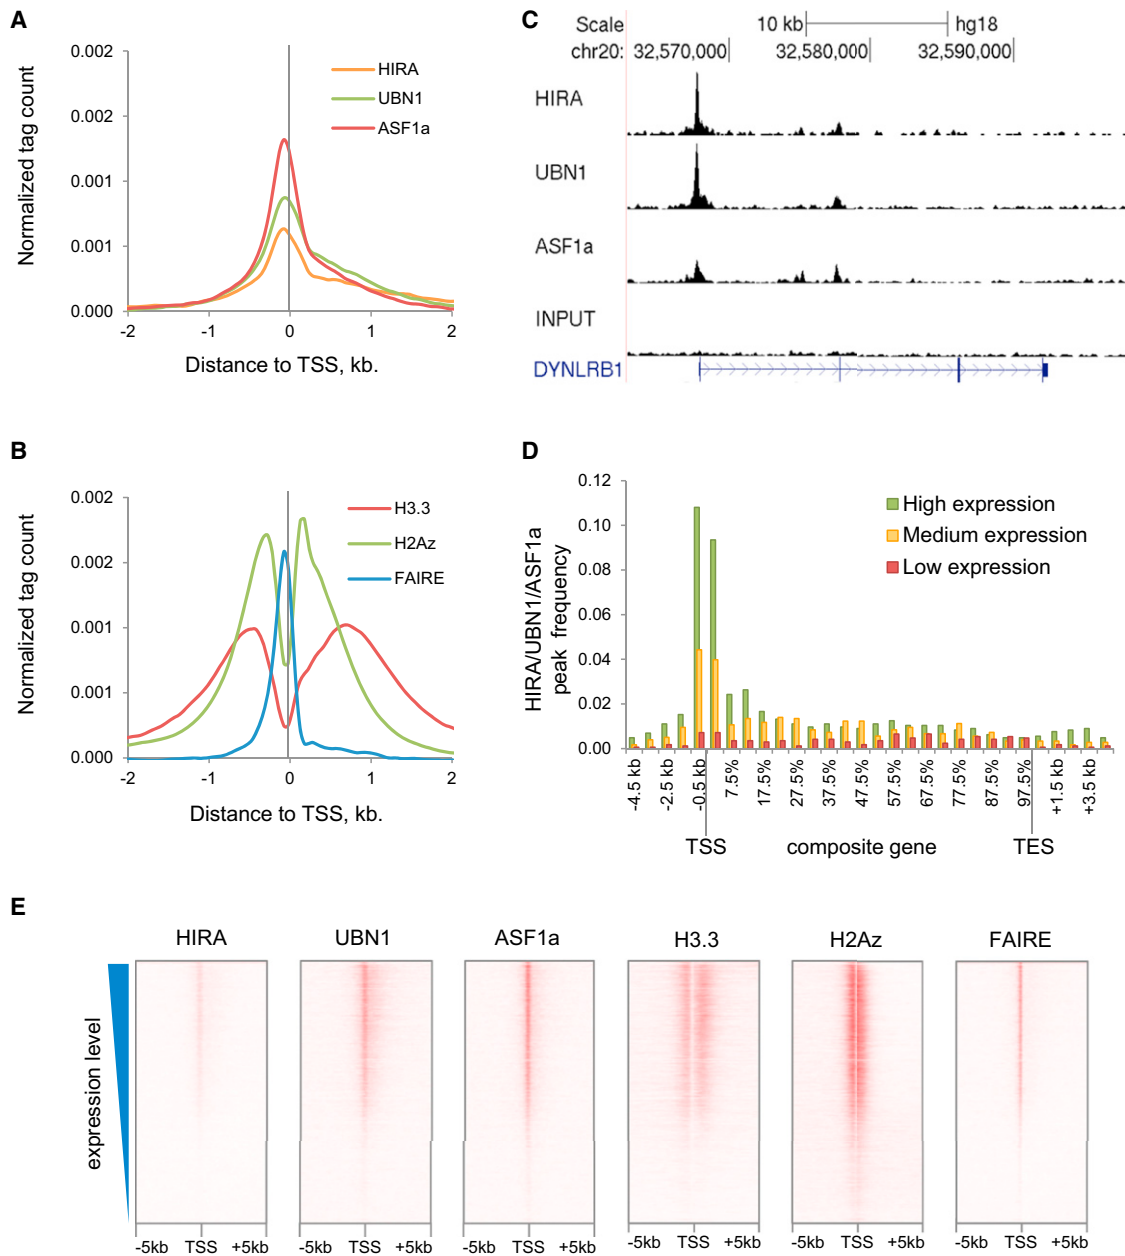 A
Normalized tag count
0.002
0.002
0.001
0.001
0.000
-2
-1
0
1
2
Distance to TSS, kb.
HIRA
UBN1
ASF1a
C
Scale
10 kb
hg18
chr20:
32,570,000
32,580,000
32,590,000
HIRA
UBN1
ASF1a
INPUT
DYNLRB1
B
Normalized tag count
0.002
0.002
0.001
0.001
0.000
-2
-1
0
1
2
Distance to TSS, kb.
H3.3
H2Az
FAIRE
D
HIRA/UBN1/ASF1a
peak frequency
0.12
0.10
0.08
0.06
0.04
0.02
0.00
High expression
Medium expression
Low expression
-4.5 kb
-2.5 kb
-0.5 kb
7.5%
17.5%
27.5%
37.5%
47.5%
57.5%
67.5%
77.5%
87.5%
97.5%
+1.5 kb
+3.5 kb
TSS
composite gene
TES
E
expression level
HIRA
UBN1
ASF1a
H3.3
H2Az
FAIRE
-5kb TSS +5kb
-5kb TSS +5kb
-5kb TSS +5kb
-5kb TSS +5kb
-5kb TSS +5kb
-5kb TSS +5kb